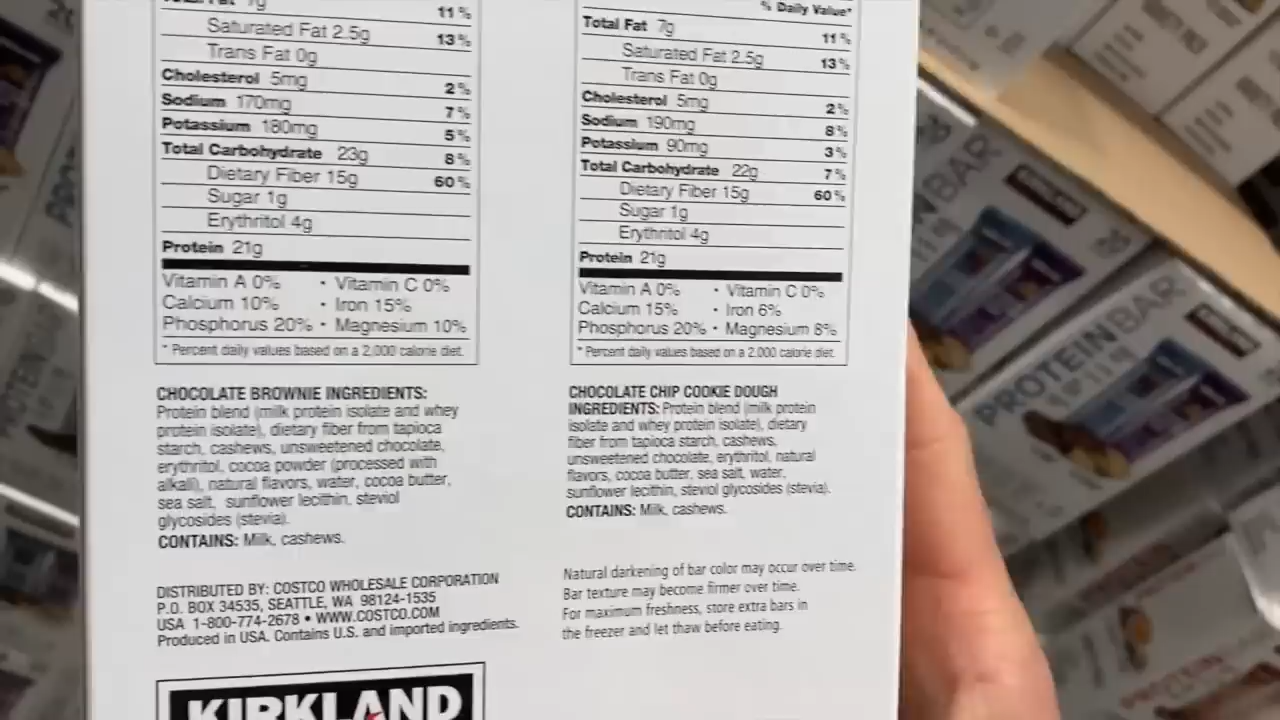 Total Fat 7g 11%
Saturated Fat 2.5g 13%
Trans Fat 0g
Cholesterol 5mg 2%
Sodium 170mg 7%
Potassium 180mg 5%
Total Carbohydrate 23g 8%
Dietary Fiber 15g 60%
Sugar 1g
Erythritol 4g
Protein 21g
Vitamin A 0% • Vitamin C 0%
Calcium 10% • Iron 15%
Phosphorus 20% • Magnesium 10%
* Percent daily values based on a 2,000 calorie diet.
CHOCOLATE BROWNIE INGREDIENTS:
Protein blend (milk protein isolate and whey
protein isolate), dietary fiber from tapioca
starch, cashews, unsweetened chocolate,
erythritol, cocoa powder (processed with
alkali), natural flavors, water, cocoa butter,
sea salt, sunflower lecithin, steviol
glycosides (stevia).
CONTAINS: Milk, cashews.
DISTRIBUTED BY: COSTCO WHOLESALE CORPORATION
P.O. BOX 34535, SEATTLE, WA 98124-1535
USA 1-800-774-2678 • WWW.COSTCO.COM
Produced in USA. Contains U.S. and imported ingredients.
KIRKLAND
% Daily Value*
Total Fat 7g 11%
Saturated Fat 2.5g 13%
Trans Fat 0g
Cholesterol 5mg 2%
Sodium 190mg 8%
Potassium 90mg 3%
Total Carbohydrate 22g 7%
Dietary Fiber 15g 60%
Sugar 1g
Erythritol 4g
Protein 21g
Vitamin A 0% • Vitamin C 0%
Calcium 15% • Iron 6%
Phosphorus 20% • Magnesium 8%
* Percent daily values based on a 2,000 calorie diet.
CHOCOLATE CHIP COOKIE DOUGH
INGREDIENTS: Protein blend (milk protein
isolate and whey protein isolate), dietary
fiber from tapioca starch, cashews,
unsweetened chocolate, erythritol, natural
flavors, cocoa butter, sea salt, water,
sunflower lecithin, steviol glycosides (stevia).
CONTAINS: Milk, cashews.
Natural darkening of bar color may occur over time.
Bar texture may become firmer over time.
For maximum freshness, store extra bars in
the freezer and let thaw before eating.
BAR
PROTEIN BAR